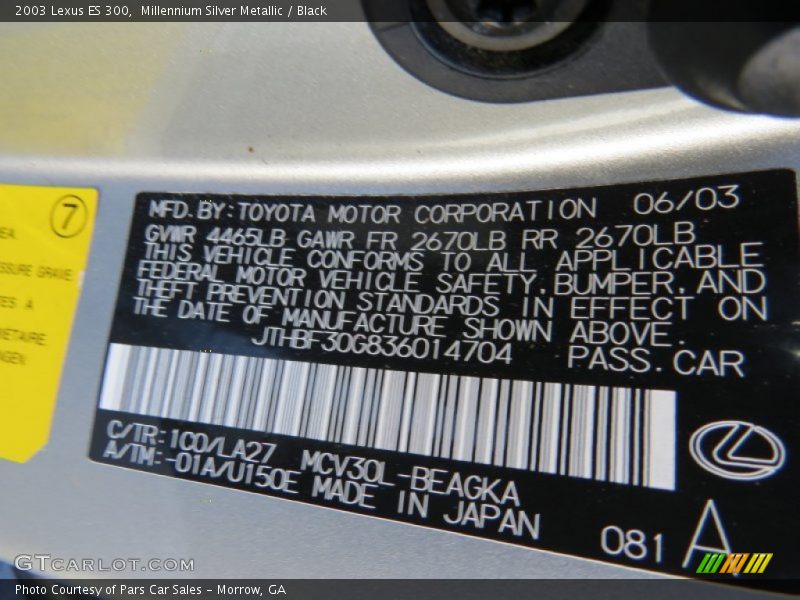 2003 Lexus ES 300, Millennium Silver Metallic / Black
7
SSURE GRAVE
A
MFD.BY:TOYOTA MOTOR CORPORATION 06/03
GVWR 4465LB GAWR FR 2670LB RR 2670LB
THIS VEHICLE CONFORMS TO ALL APPLICABLE
FEDERAL MOTOR VEHICLE SAFETY,BUMPER,AND
THEFT PREVENTION STANDARDS IN EFFECT ON
THE DATE OF MANUFACTURE SHOWN ABOVE.
JTHBF30G836014704 PASS.CAR
C/TR:100/LA27 MCV30L-BEAGKA
A/TM:-01A/U150E MADE IN JAPAN
081 A
GTCARLOT.COM
Photo Courtesy of Pars Car Sales – Morrow, GA